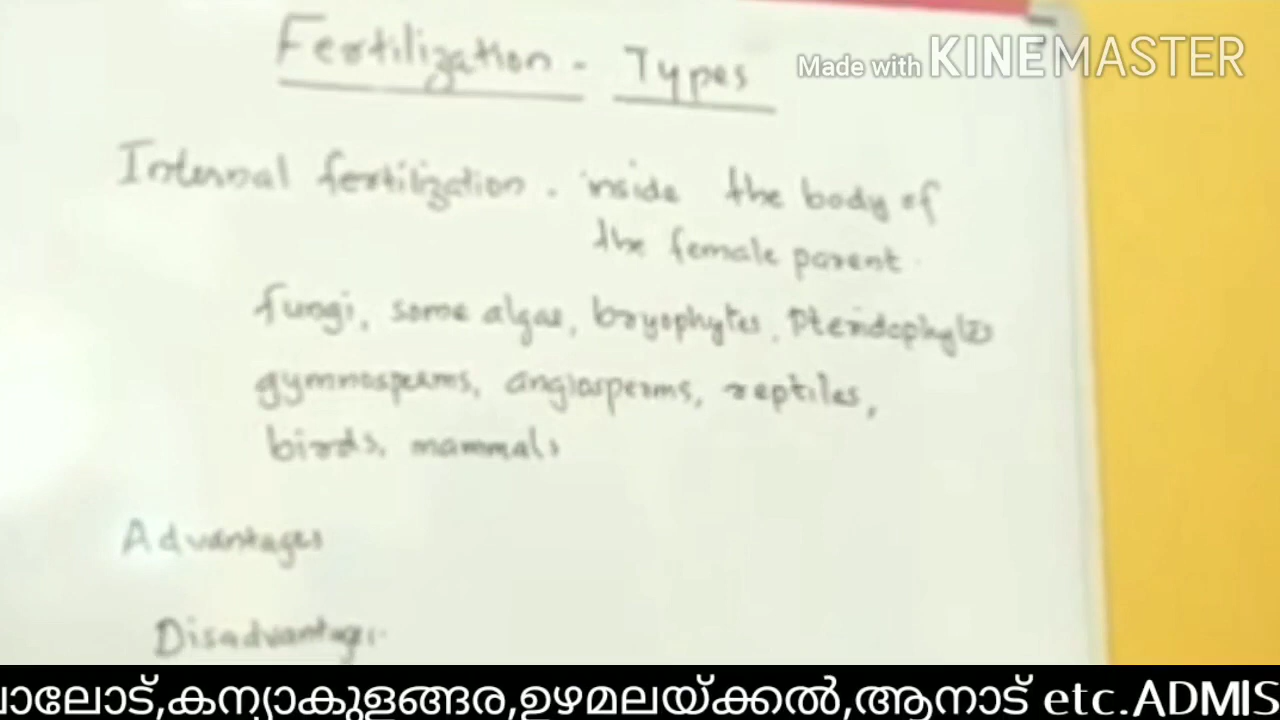 Fertilization - Types
Made with KINEMASTER
Internal fertilization - inside the body of
the female parent.
fungi, some algae, bryophytes, Pteridophytes
gymnosperms, angiosperms, reptiles,
birds, mammals
Advantages
Disadvantages
ാലോട്,കന്യാകുളങ്ങര,ഉഴമലയ്ക്കൽ,ആനാട് etc.ADMIS